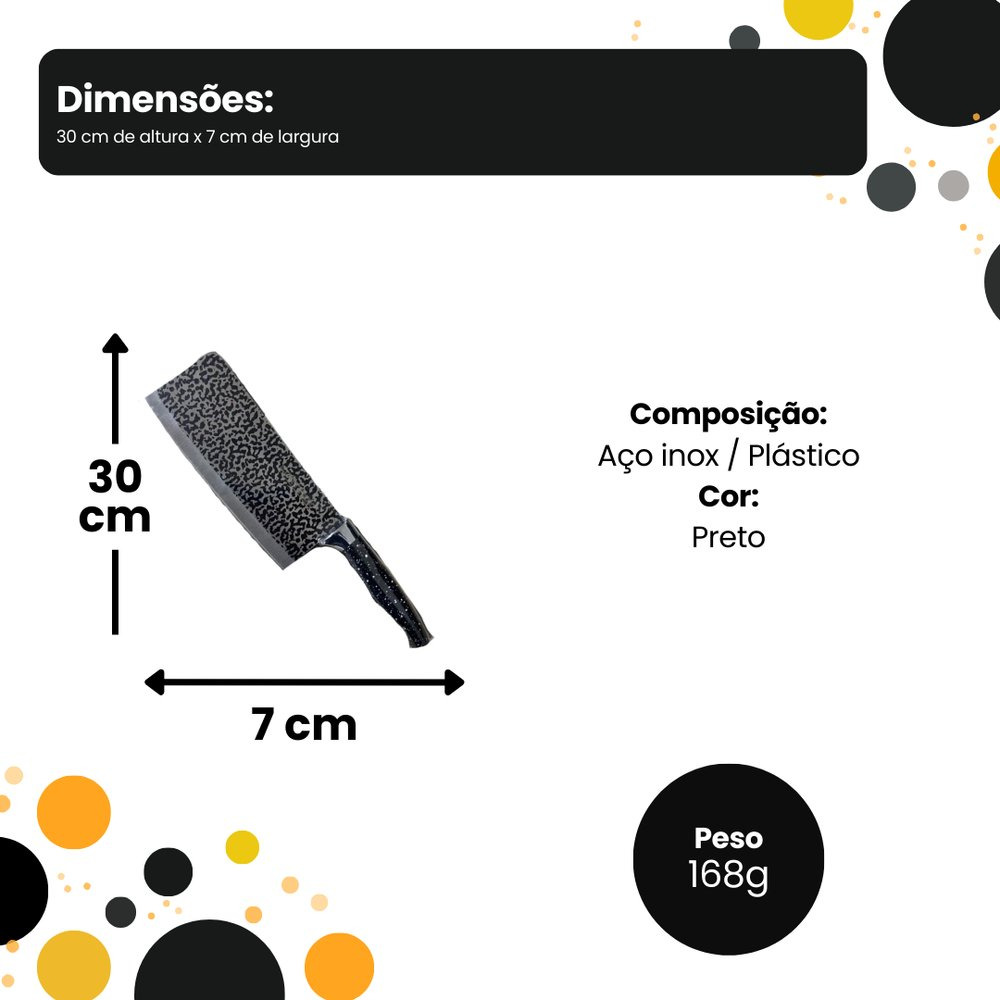 Dimensões:
30 cm de altura x 7 cm de largura
30
cm
7 cm
Composição:
Aço inox / Plástico
Cor:
Preto
Peso
168g